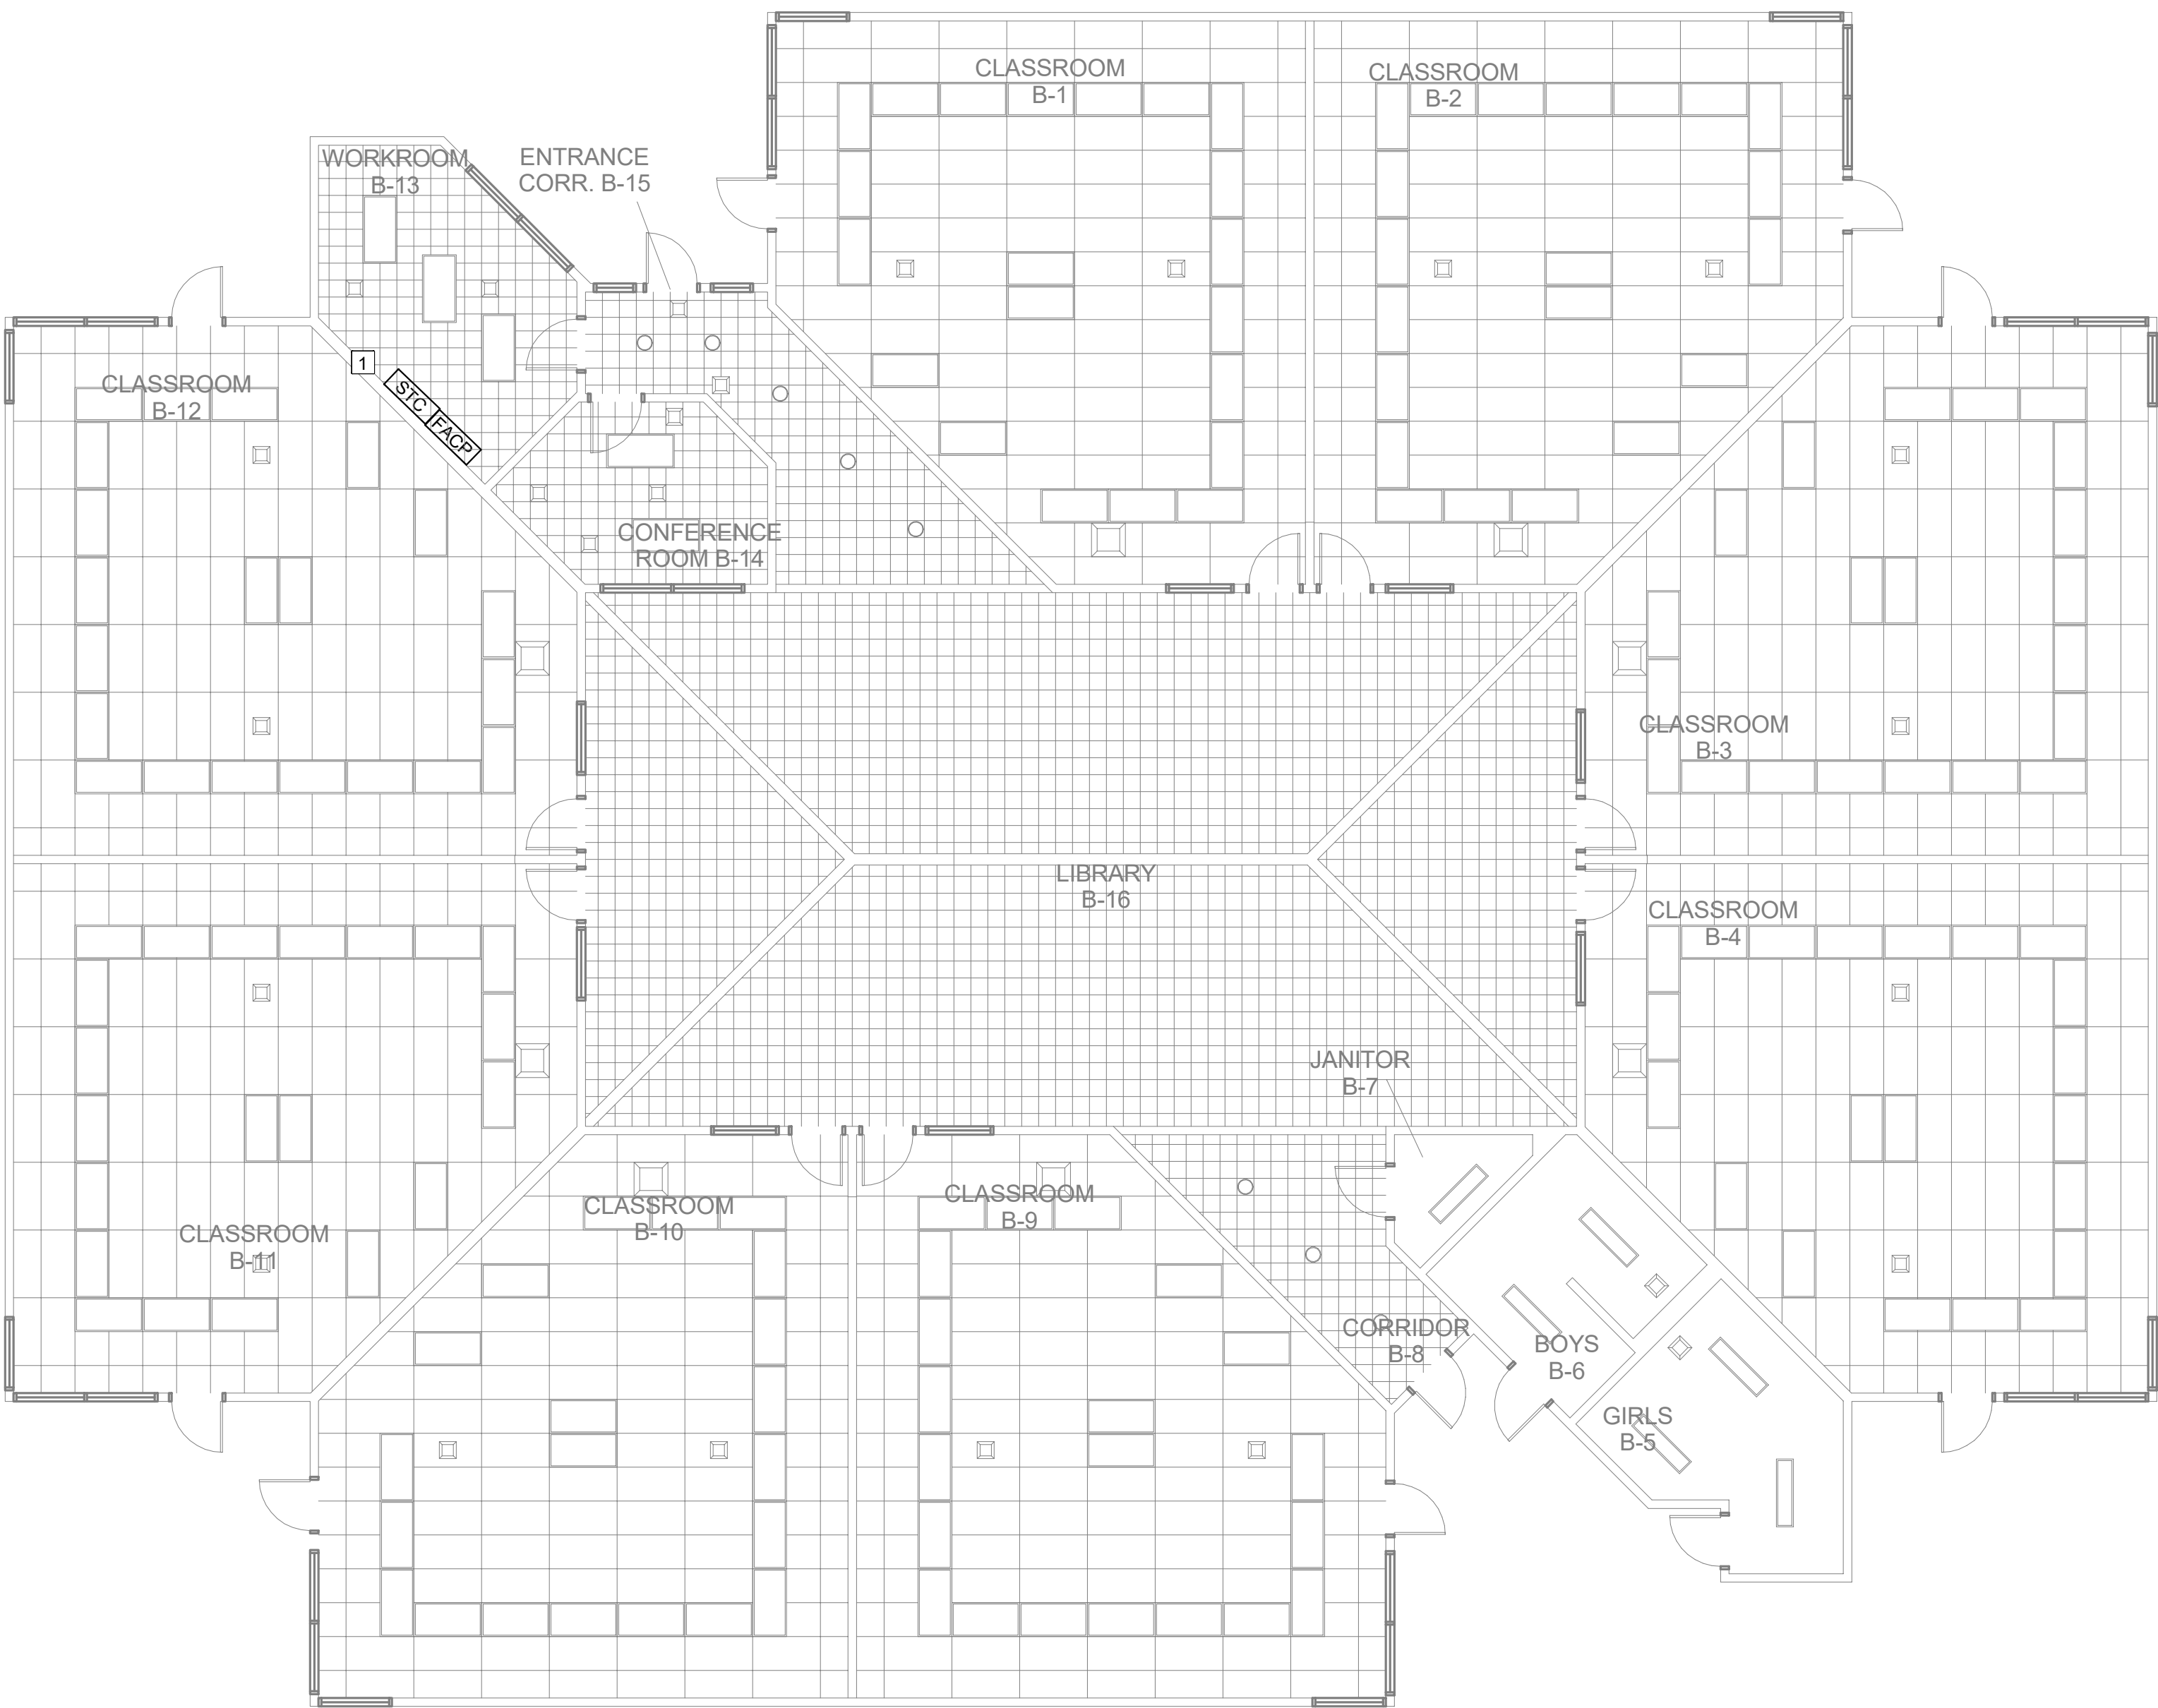 CLASSROOM
B-1
CLASSROOM
B-2
WORKROOM
B-13
ENTRANCE
CORR. B-15
1
STC
FACP
CLASSROOM
B-12
CONFERENCE
ROOM B-14
CLASSROOM
B-3
LIBRARY
B-16
CLASSROOM
B-4
JANITOR
B-7
CLASSROOM
B-11
CLASSROOM
B-10
CLASSROOM
B-9
CORRIDOR
B-8
BOYS
B-6
GIRLS
B-5